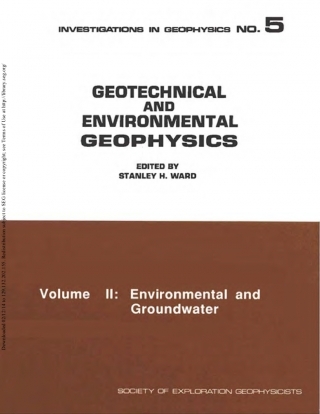 INVESTIGATIONS IN GEOPHYSICS NO. 5
GEOTECHNICAL
AND
ENVIRONMENTAL
GEOPHYSICS
EDITED BY
STANLEY H. WARD
Volume II: Environmental and
Groundwater
SOCIETY OF EXPLORATION GEOPHYSICISTS